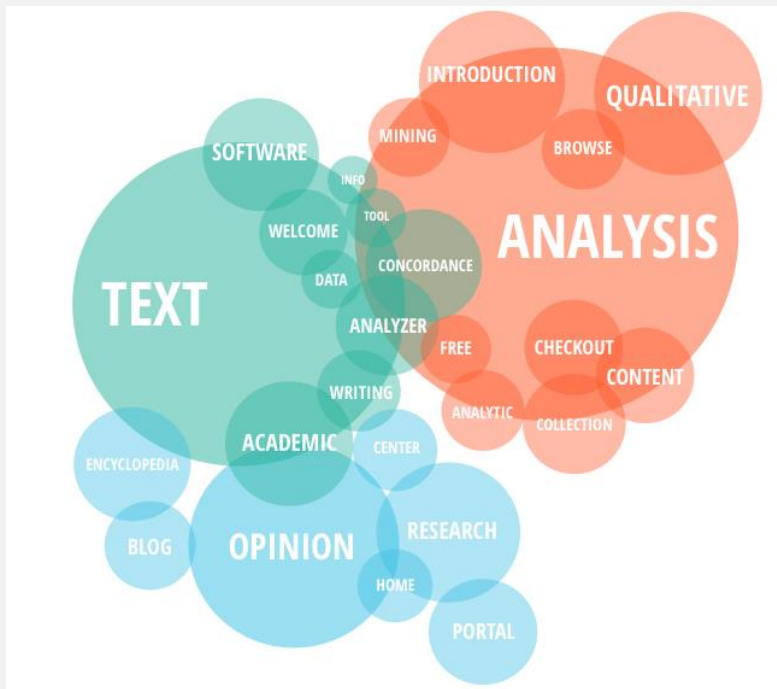 INTRODUCTION
QUALITATIVE
MINING
BROWSE
SOFTWARE
INFO
TOOL
WELCOME
ANALYSIS
CONCORDANCE
DATA
TEXT
ANALYZER
FREE
CHECKOUT
CONTENT
WRITING
ANALYTIC
COLLECTION
ACADEMIC
CENTER
ENCYCLOPEDIA
RESEARCH
BLOG
OPINION
HOME
PORTAL